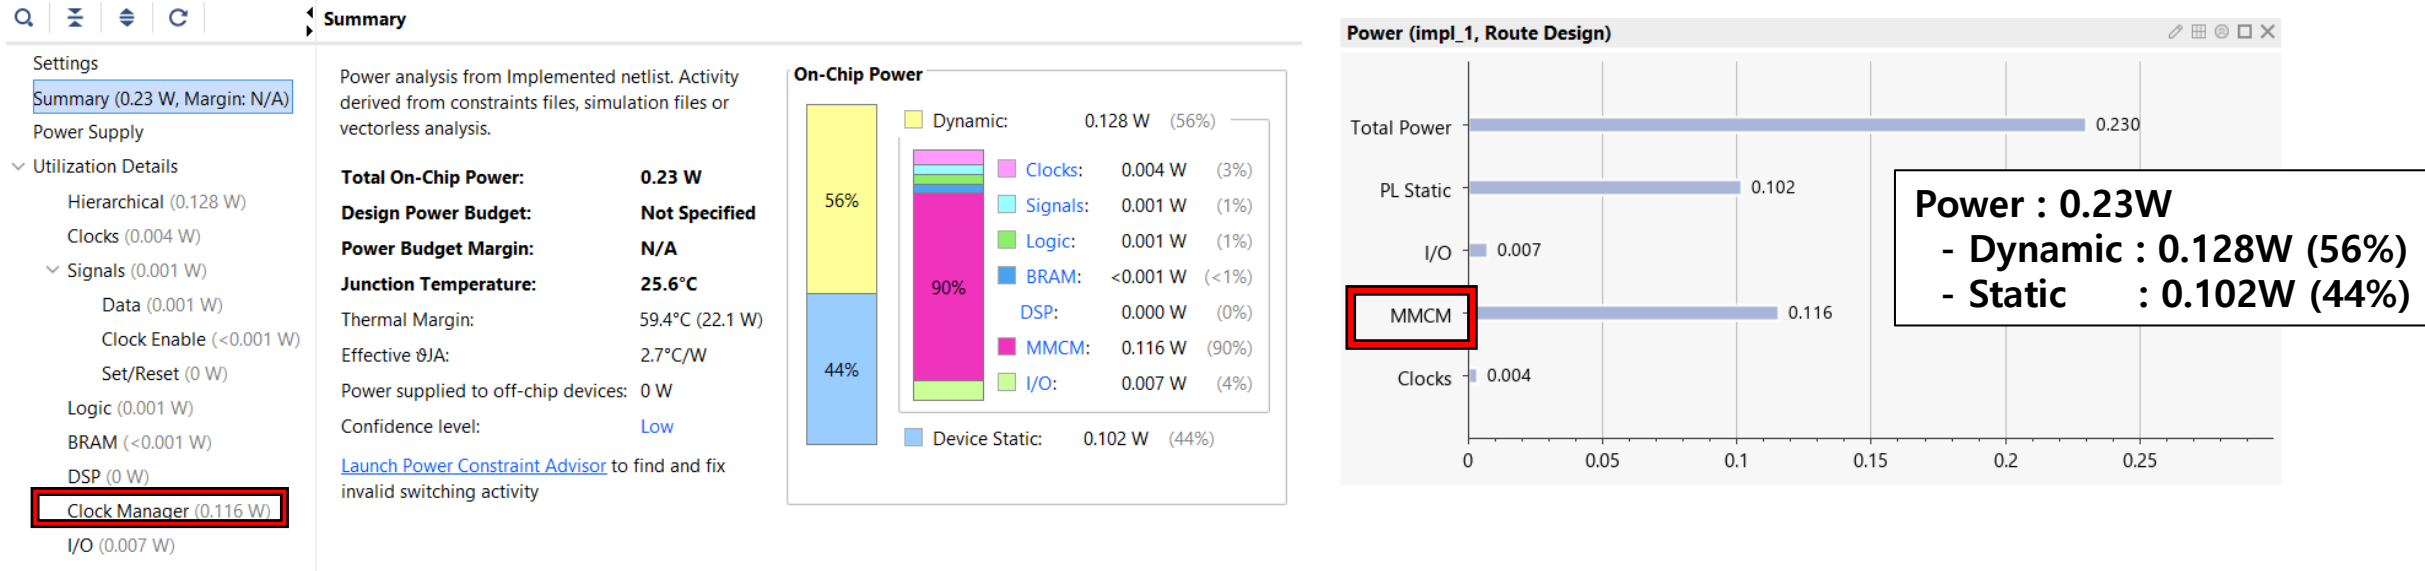 Settings
Summary (0.23 W, Margin: N/A)
Power Supply
Utilization Details
Hierarchical (0.128 W)
Clocks (0.004 W)
Signals (0.001 W)
Data (0.001 W)
Clock Enable (<0.001 W)
Set/Reset (0 W)
Logic (0.001 W)
BRAM (<0.001 W)
DSP (0 W)
Clock Manager (0.116 W)
I/O (0.007 W)
Summary
Power analysis from Implemented netlist. Activity
derived from constraints files, simulation files or
vectorless analysis.
Total On-Chip Power: 0.23 W
Design Power Budget: Not Specified
Power Budget Margin: N/A
Junction Temperature: 25.6°C
Thermal Margin: 59.4°C (22.1 W)
Effective ϑJA: 2.7°C/W
Power supplied to off-chip devices: 0 W
Confidence level: Low
Launch Power Constraint Advisor to find and fix
invalid switching activity
On-Chip Power
56%
44%
Dynamic: 0.128 W (56%)
90%
Clocks: 0.004 W (3%)
Signals: 0.001 W (1%)
Logic: 0.001 W (1%)
BRAM: <0.001 W (<1%)
DSP: 0.000 W (0%)
MMCM: 0.116 W (90%)
I/O: 0.007 W (4%)
Device Static: 0.102 W (44%)
Power (impl_1, Route Design)
Total Power 0.230
PL Static 0.102
I/O 0.007
MMCM 0.116
Clocks 0.004
0 0.05 0.1 0.15 0.2 0.25
Power : 0.23W
- Dynamic : 0.128W (56%)
- Static : 0.102W (44%)